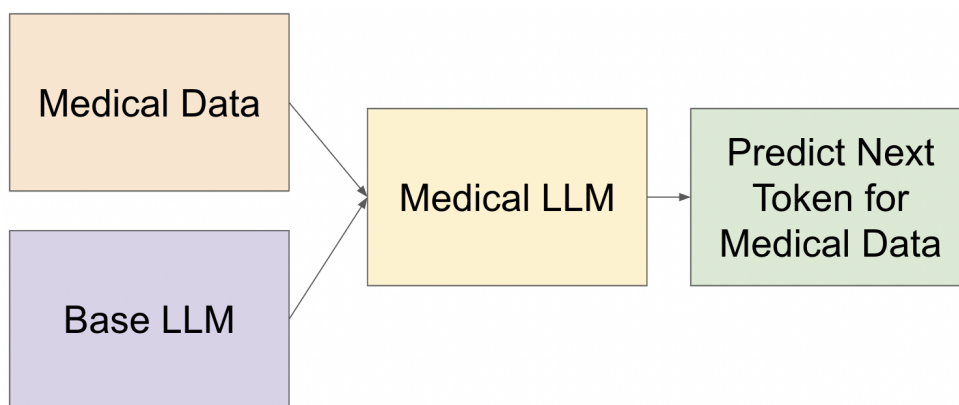 Medical Data
Base LLM
Medical LLM
Predict Next
Token for
Medical Data